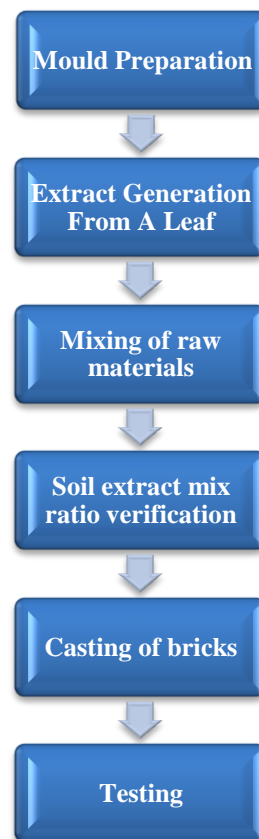 Mould Preparation
Extract Generation
From A Leaf
Mixing of raw
materials
Soil extract mix
ratio verification
Casting of bricks
Testing